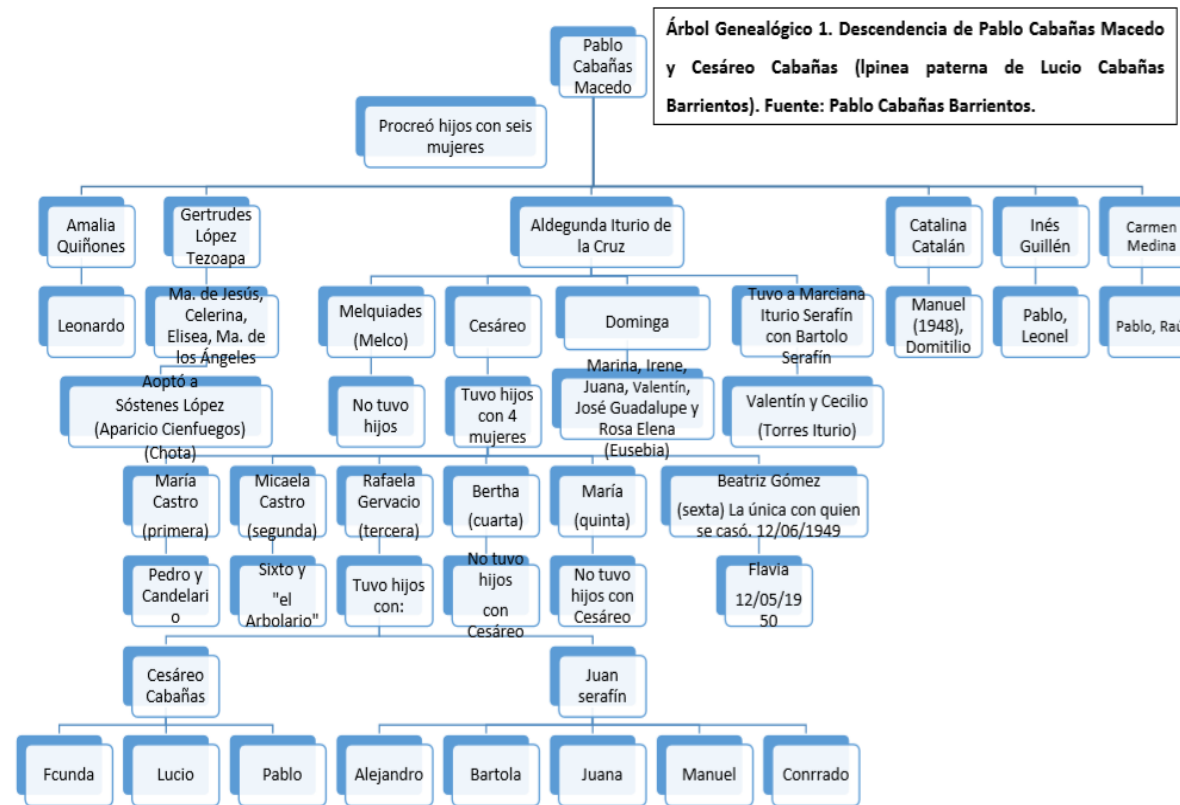 Pablo
Cabañas
Macedo
Árbol Genealógico 1. Descendencia de Pablo Cabañas Macedo
y Cesáreo Cabañas (lpinea paterna de Lucio Cabañas
Barrientos). Fuente: Pablo Cabañas Barrientos.
Procreó hijos con seis
mujeres
Amalia
Quiñones
Gertrudes
López
Tezoapa
Aldegunda Iturio de
la Cruz
Catalina
Catalán
Inés
Guillén
Carmen
Medina
Leonardo
Ma. de Jesús,
Celerina,
Elisea, Ma. de
los Ángeles
Melquiades
(Melco)
Cesáreo
Dominga
Tuvo a Marciana
Iturio Serafín
con Bartolo
Serafín
Manuel
(1948),
Domitilio
Pablo,
Leonel
Pablo, Raú
Aoptó a
Sóstenes López
(Aparicio Cienfuegos)
(Chota)
No tuvo
hijos
Tuvo hijos
con 4
mujeres
Marina, Irene,
Juana, Valentín,
José Guadalupe y
Rosa Elena
(Eusebia)
Valentín y Cecilio
(Torres Iturio)
María
Castro
(primera)
Micaela
Castro
(segunda)
Rafaela
Gervacio
(tercera)
Bertha
(cuarta)
María
(quinta)
Beatriz Gómez
(sexta) La única con quien
se casó. 12/06/1949
Pedro y
Candelari
o
Sixto y
"el
Arbolario"
Tuvo hijos
con:
No tuvo
hijos
con
Cesáreo
No tuvo
hijos con
Cesáreo
Flavia
12/05/19
50
Cesáreo
Cabañas
Juan
serafín
Fcunda
Lucio
Pablo
Alejandro
Bartola
Juana
Manuel
Conrrado